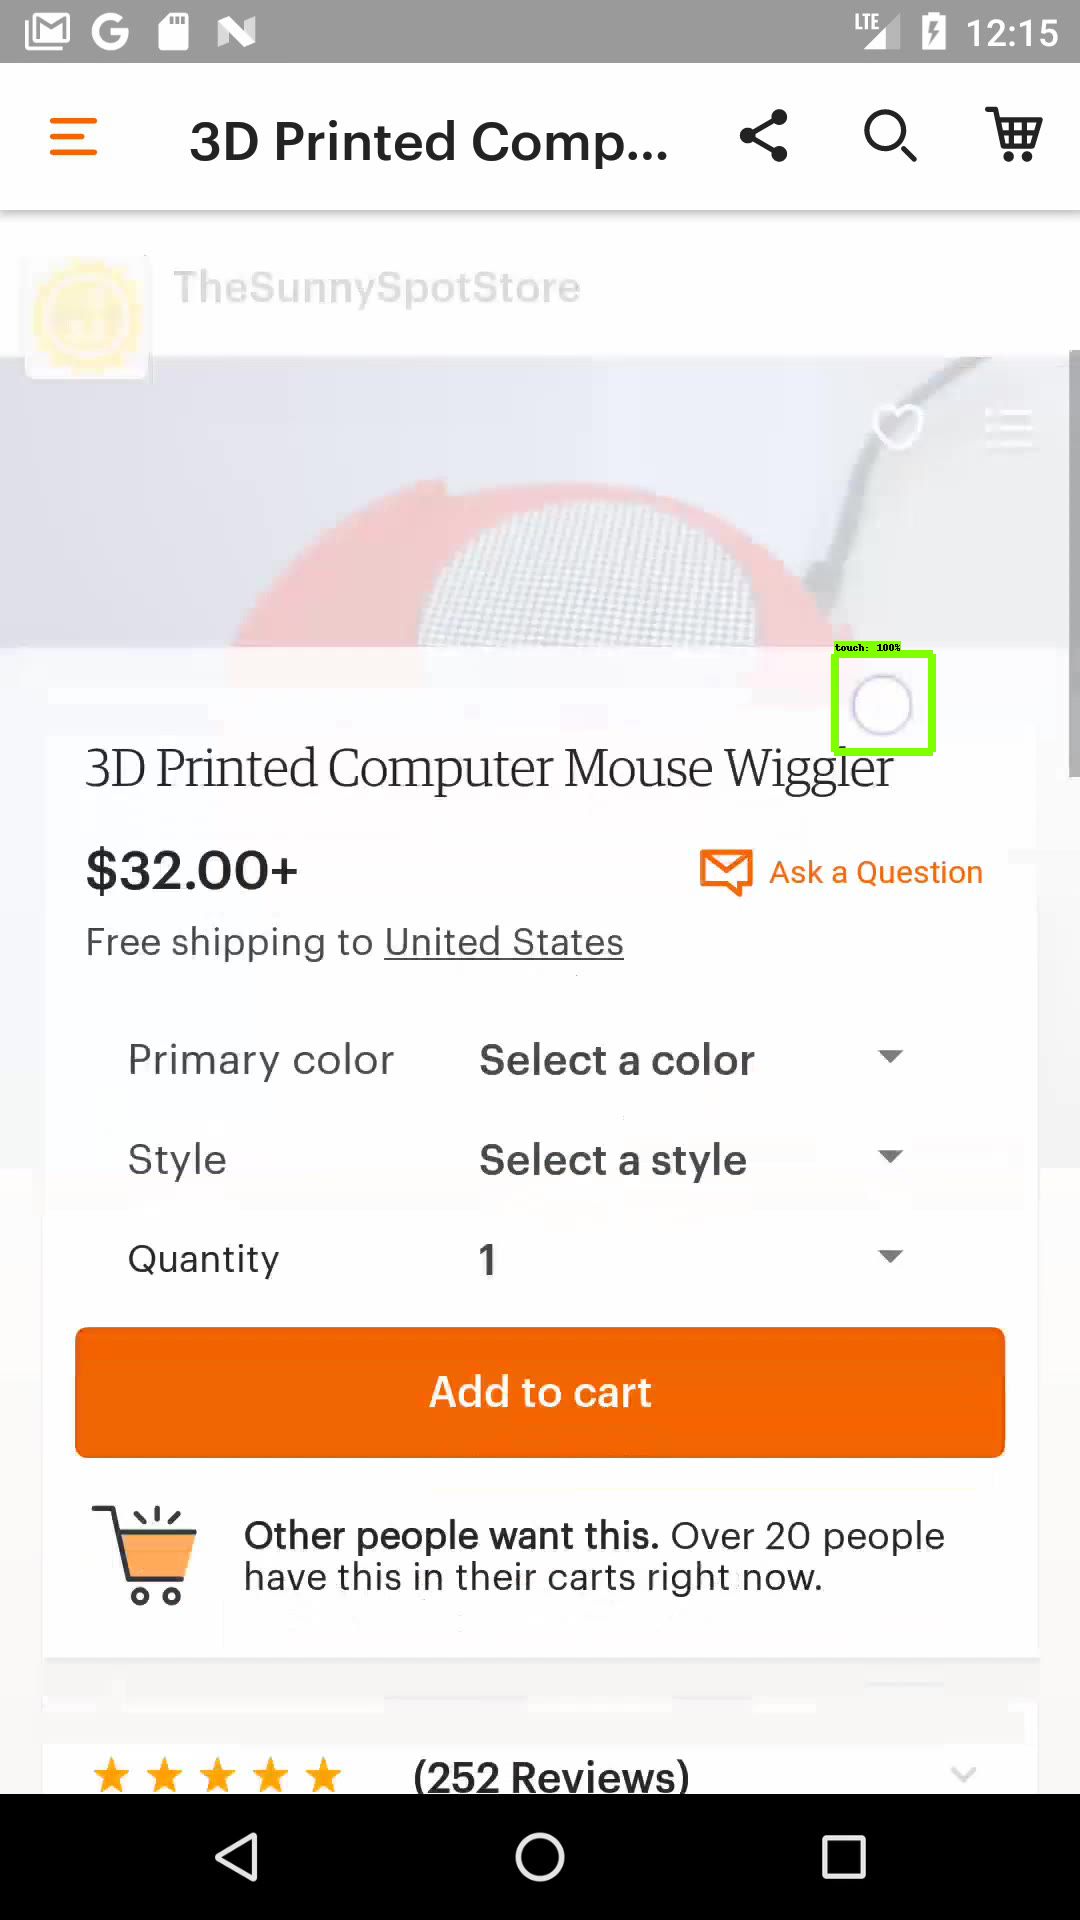 LTE 12:15
3D Printed Comp...
TheSunnySpotStore
touch: 100%
3D Printed Computer Mouse Wiggler
$32.00+
Ask a Question
Free shipping to United States
Primary color Select a color
Style Select a style
Quantity 1
Add to cart
Other people want this. Over 20 people
have this in their carts right now.
(252 Reviews)